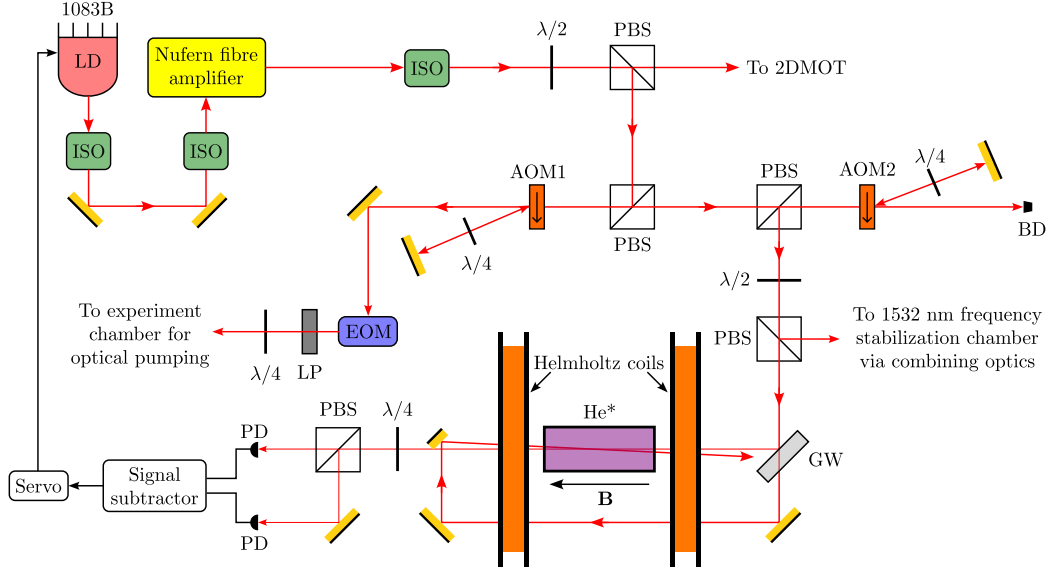 1083B
LD
Nufern fibre
amplifier
ISO
λ/2
PBS
To 2DMOT
ISO
ISO
AOM1
PBS
AOM2
λ/4
PBS
λ/4
BD
λ/2
To experiment
chamber for
optical pumping
λ/4
LP
EOM
PBS
To 1532 nm frequency
stabilization chamber
via combining optics
Helmholtz coils
He*
B
GW
PBS
λ/4
PD
Servo
Signal
subtractor
PD